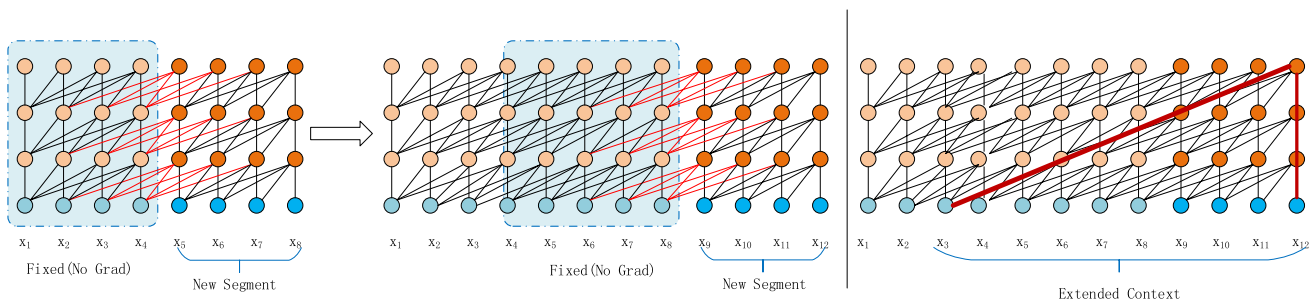 x1 x2 x3 x4 x5 x6 x7 x8
Fixed(No Grad)
New Segment
x1 x2 x3 x4 x5 x6 x7 x8 x9 x10 x11 x12
Fixed(No Grad)
New Segment
x1 x2 x3 x4 x5 x6 x7 x8 x9 x10 x11 x12
Extended Context